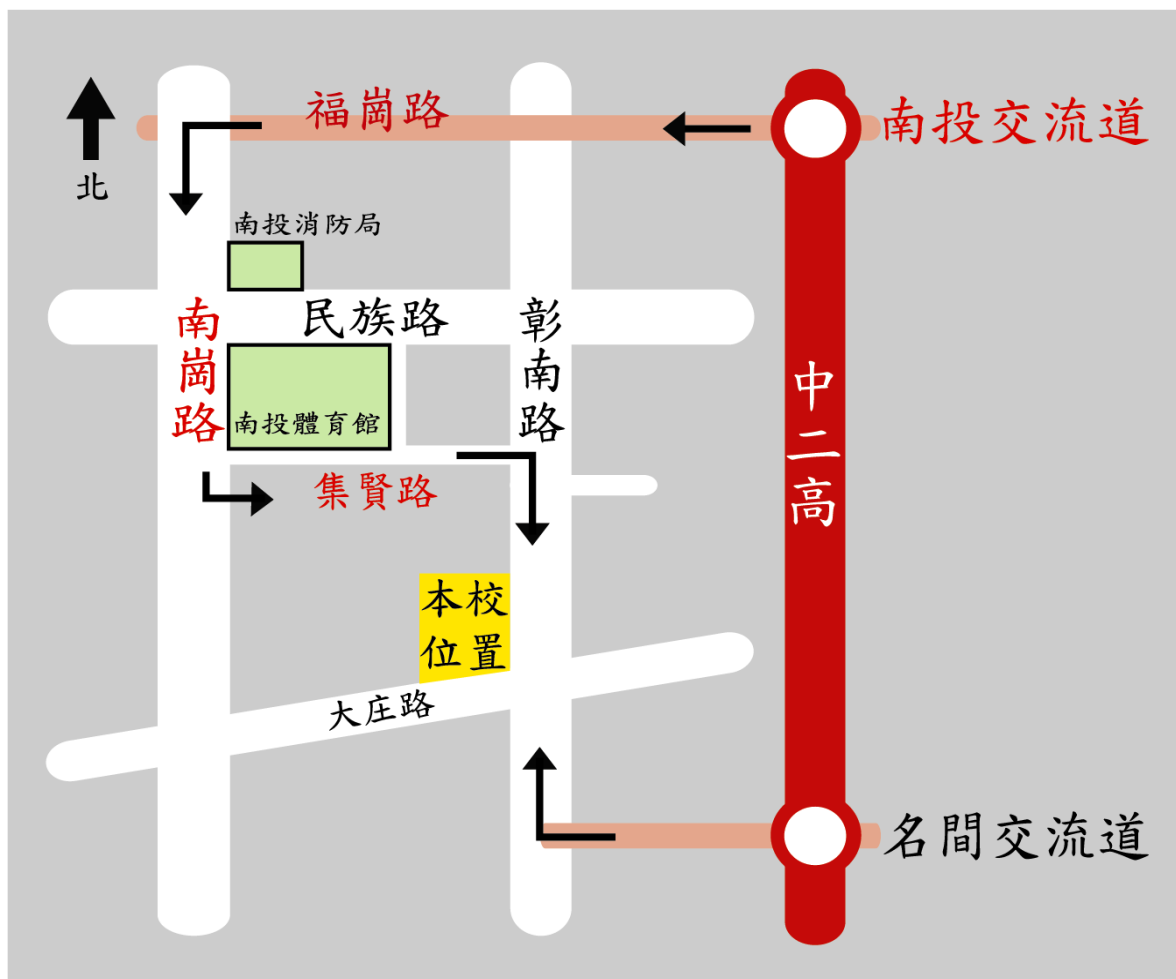 福崗路
南投交流道
北
南投消防局
南崗路
民族路
彰南路
中二高
南投體育館
集賢路
本校
位置
大庄路
名間交流道